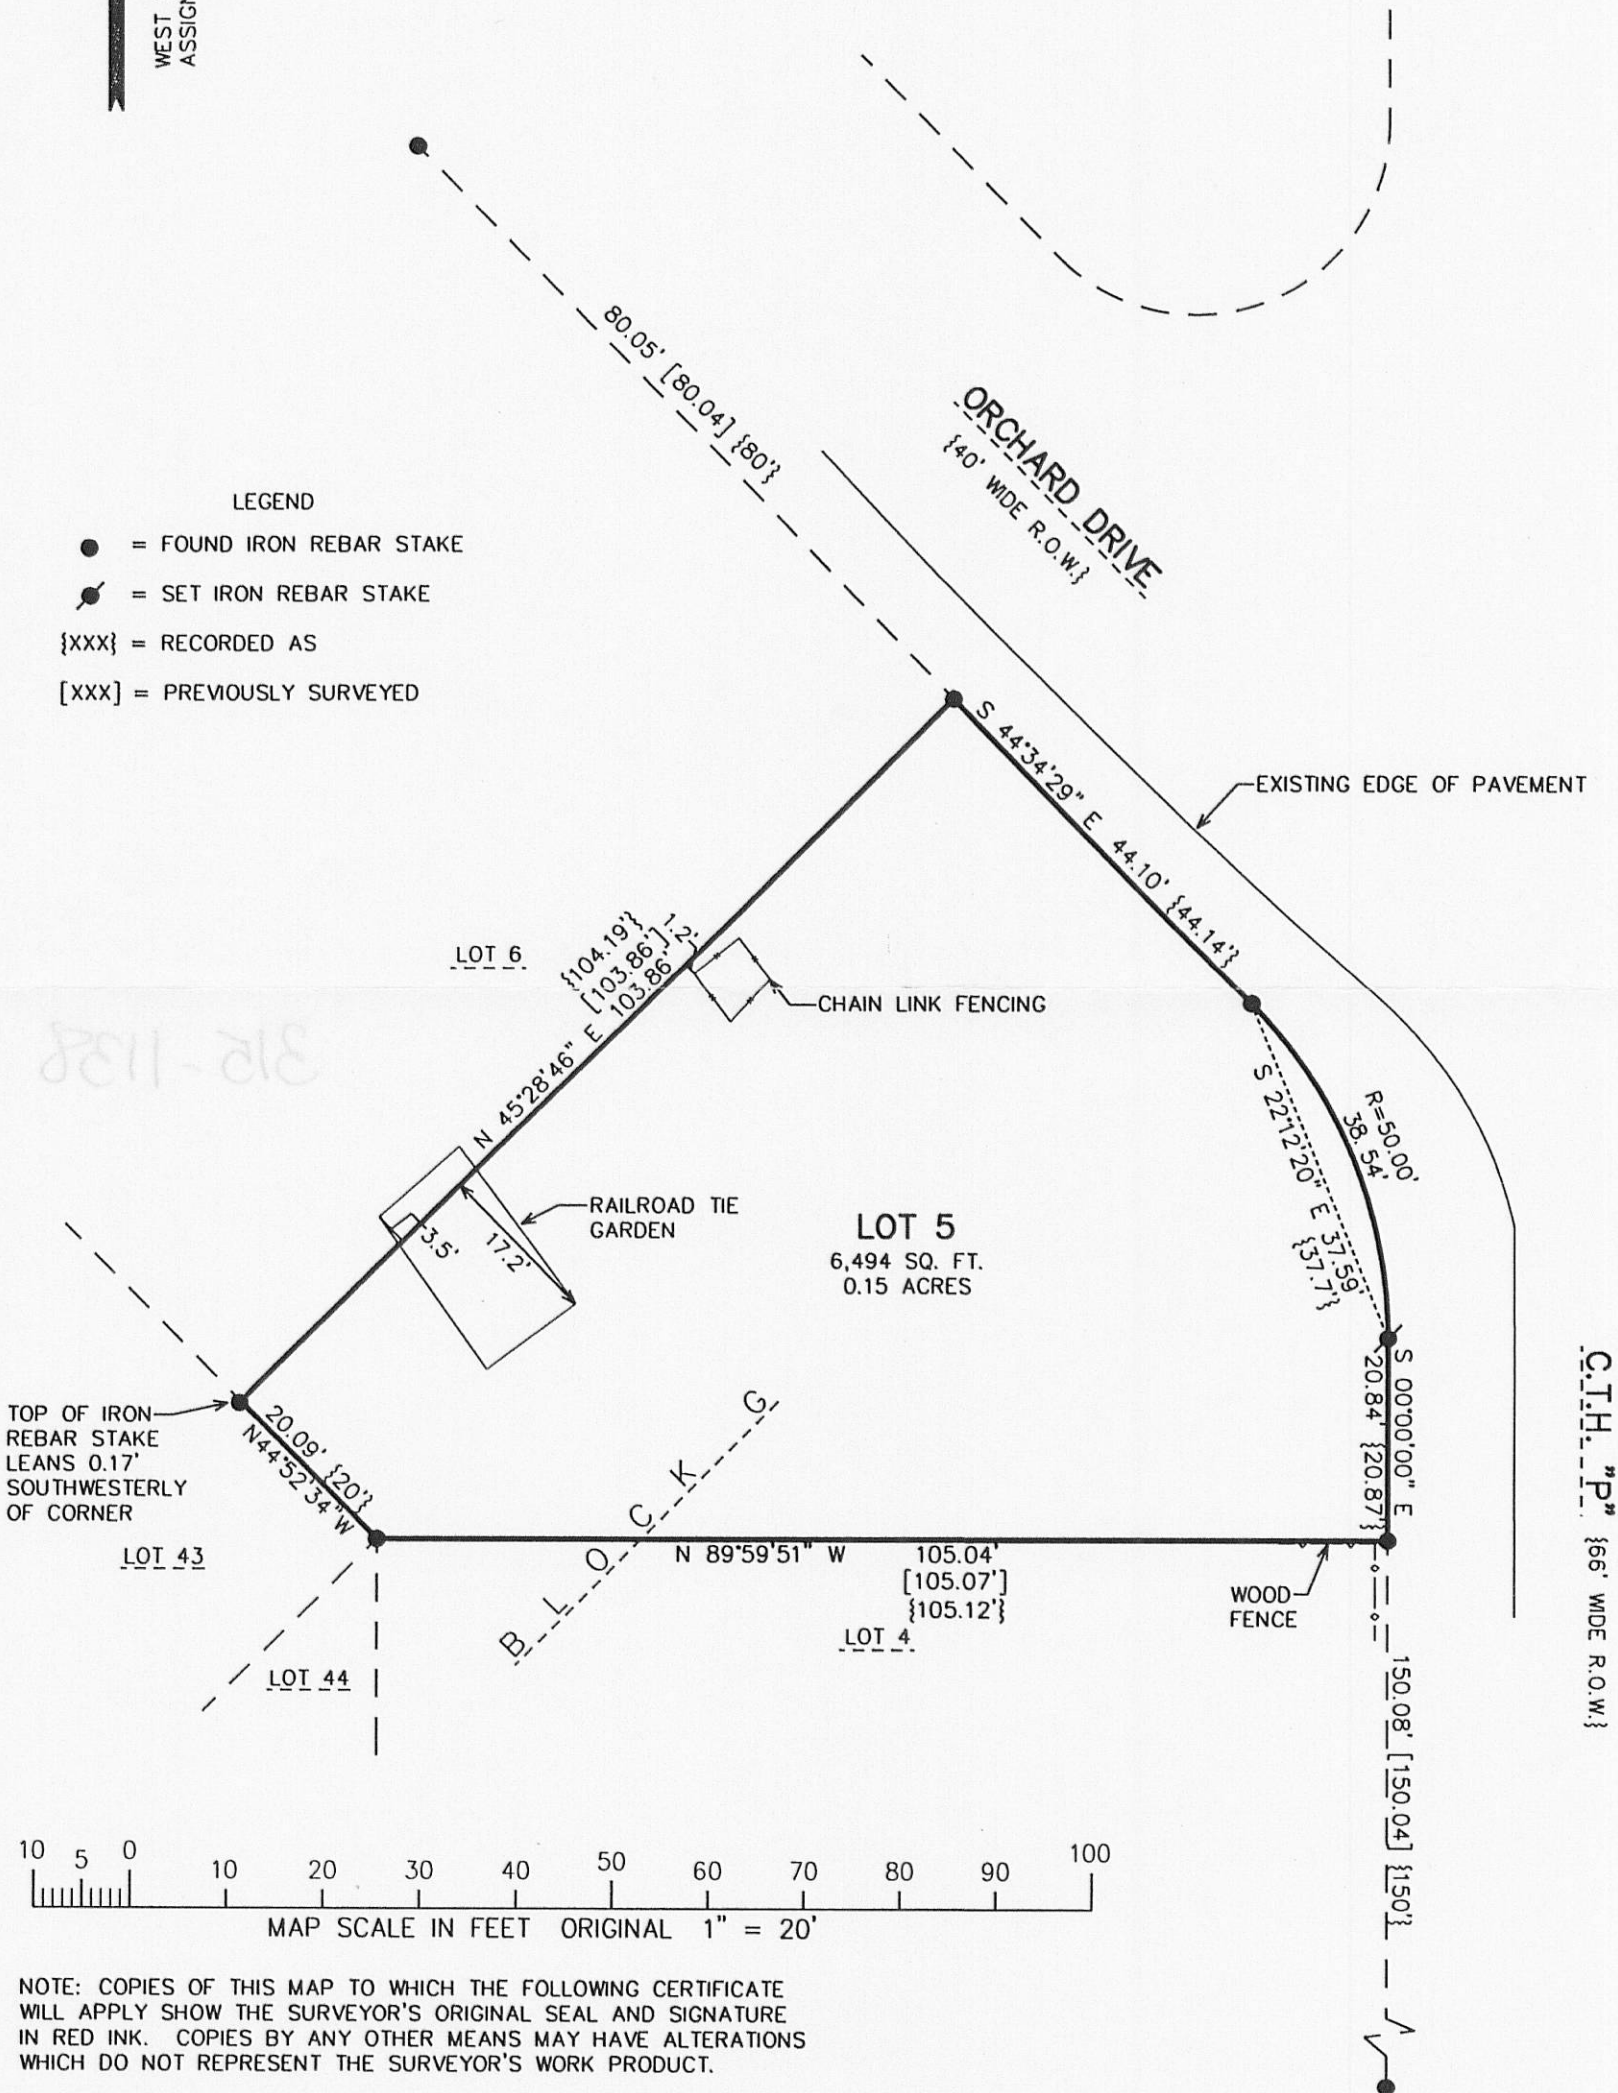 WEST
ASSIGN
80.05' [80.04] {80'}
ORCHARD DRIVE
{40' WIDE R.O.W.}
LEGEND
= FOUND IRON REBAR STAKE
= SET IRON REBAR STAKE
{XXX} = RECORDED AS
[XXX] = PREVIOUSLY SURVEYED
S 44°34'29" E 44.10' {44.14'}
EXISTING EDGE OF PAVEMENT
LOT 6
{104.19'}
[103.86']
1.2'
N 45°28'46" E 103.86'
CHAIN LINK FENCING
315-1138
R=50.00'
38.54'
S 22°12'20" E 37.59'
{37.7'}
RAILROAD TIE
GARDEN
3.5'
17.2'
LOT 5
6,494 SQ. FT.
0.15 ACRES
S 00°00'00" E
20.84' {20.87'}
C.T.H. "P" {66' WIDE R.O.W.}
TOP OF IRON
REBAR STAKE
LEANS 0.17'
SOUTHWESTERLY
OF CORNER
20.09' {20'}
N44°52'34"W
LOT 43
BLOCK G
N 89°59'51" W 105.04'
[105.07']
{105.12'}
WOOD
FENCE
LOT 4
LOT 44
150.08' [150.04] {150'}
10 5 0 10 20 30 40 50 60 70 80 90 100
MAP SCALE IN FEET ORIGINAL 1" = 20'
NOTE: COPIES OF THIS MAP TO WHICH THE FOLLOWING CERTIFICATE
WILL APPLY SHOW THE SURVEYOR'S ORIGINAL SEAL AND SIGNATURE
IN RED INK. COPIES BY ANY OTHER MEANS MAY HAVE ALTERATIONS
WHICH DO NOT REPRESENT THE SURVEYOR'S WORK PRODUCT.